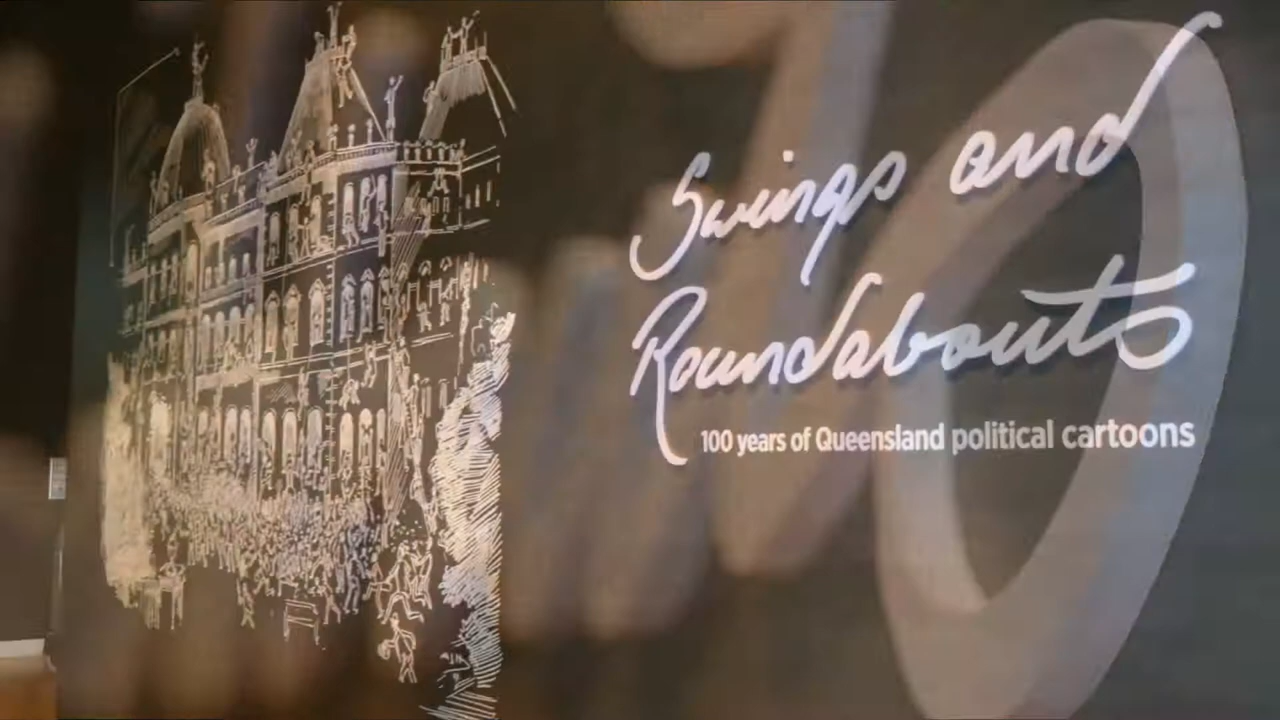 Swings and
Roundabouts
100 years of Queensland political cartoons